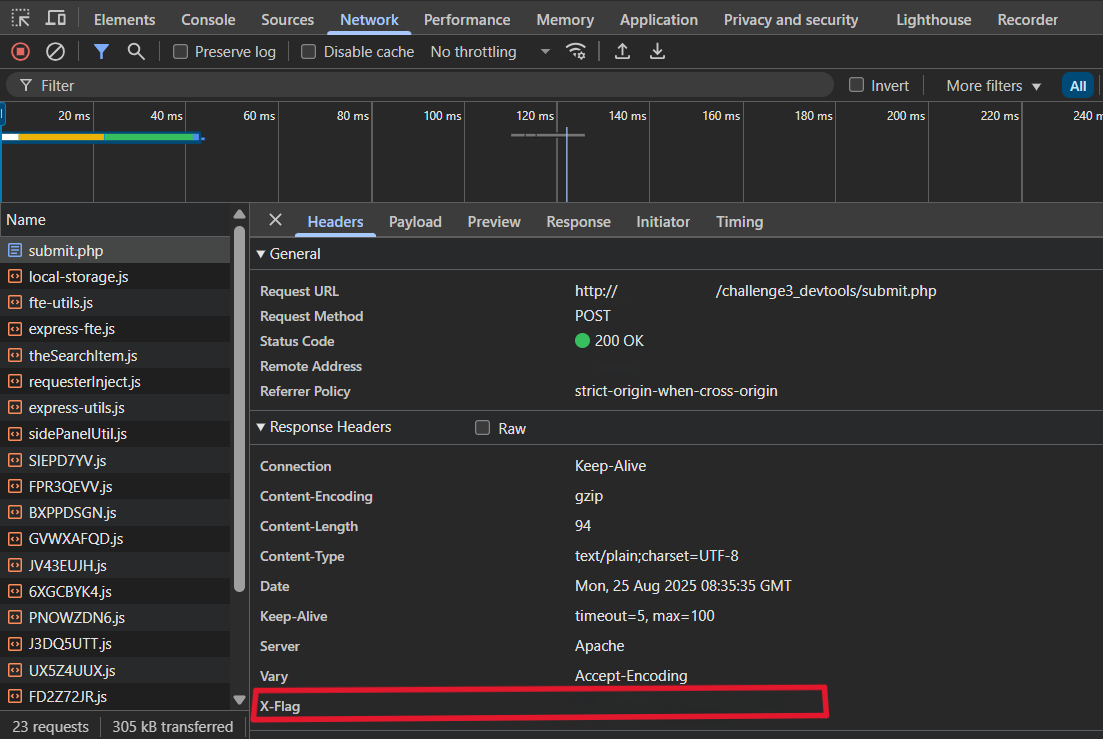 Elements Console Sources Network Performance Memory Application Privacy and security Lighthouse Recorder
Preserve log Disable cache No throttling
Filter Invert More filters All
20 ms 40 ms 60 ms 80 ms 100 ms 120 ms 140 ms 160 ms 180 ms 200 ms 220 ms 240 m
Name
submit.php
local-storage.js
fte-utils.js
express-fte.js
theSearchItem.js
requesterInject.js
express-utils.js
sidePanelUtil.js
SIEPD7YV.js
FPR3QEVV.js
BXPPDSGN.js
GVWXAFQD.js
JV43EUJH.js
6XGCBYK4.js
PNOWZDN6.js
J3DQ5UTT.js
UX5Z4UUX.js
FD2Z72JR.js
23 requests 305 kB transferred
Headers Payload Preview Response Initiator Timing
General
Request URL http:// /challenge3_devtools/submit.php
Request Method POST
Status Code 200 OK
Remote Address
Referrer Policy strict-origin-when-cross-origin
Response Headers Raw
Connection Keep-Alive
Content-Encoding gzip
Content-Length 94
Content-Type text/plain;charset=UTF-8
Date Mon, 25 Aug 2025 08:35:35 GMT
Keep-Alive timeout=5, max=100
Server Apache
Vary Accept-Encoding
X-Flag